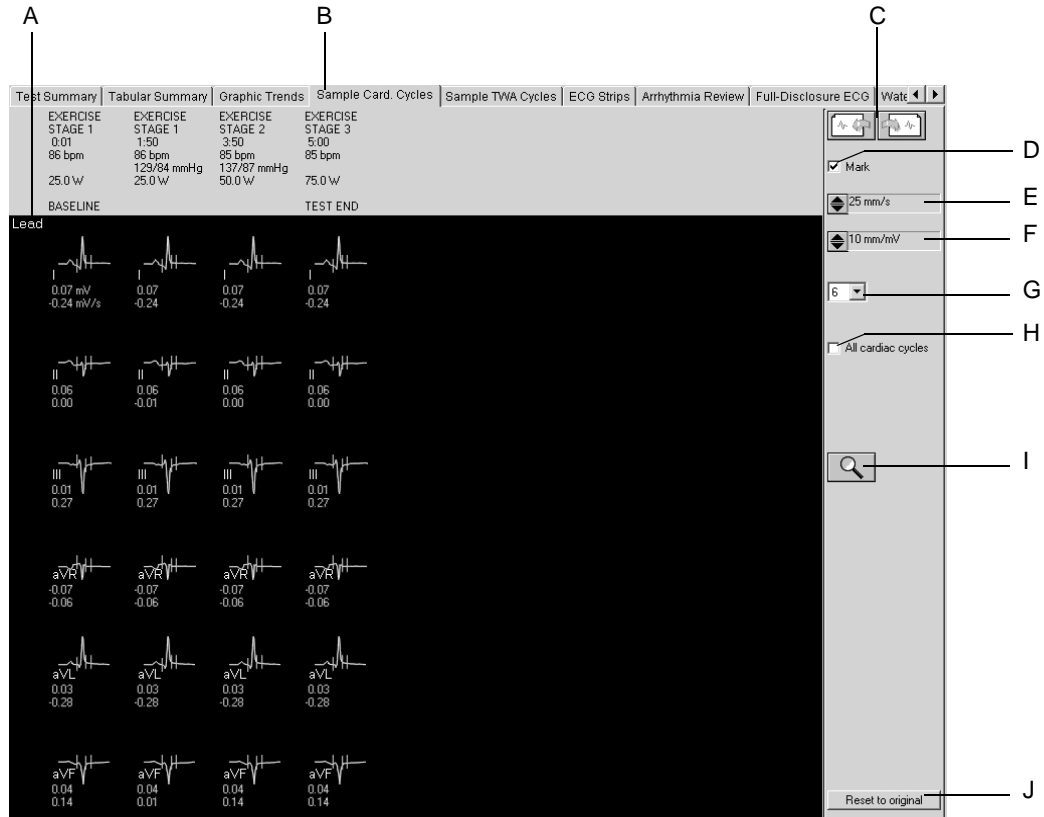 A B C
Test Summary Tabular Summary Graphic Trends Sample Card. Cycles Sample TWA Cycles ECG Strips Arrhythmia Review Full-Disclosure ECG Wate
EXERCISE EXERCISE EXERCISE EXERCISE
STAGE 1 STAGE 1 STAGE 2 STAGE 3
0:01 1:50 3:50 5:00
86 bpm 86 bpm 85 bpm 85 bpm
129/84 mmHg 137/87 mmHg
25.0 W 25.0 W 50.0 W 75.0 W
BASELINE TEST END
Mark D
25 mm/s E
10 mm/mV F
6 G
All cardiac cycles H
I
Reset to original J
Lead
I I I I
0.07 mV 0.07 0.07 0.07
-0.24 mV/s -0.24 -0.24 -0.24
II II II II
0.06 0.06 0.06 0.06
0.00 -0.01 0.00 0.00
III III III III
0.01 0.01 0.01 0.01
0.27 0.27 0.27 0.27
aVR aVR aVR aVR
-0.07 -0.07 -0.07 -0.07
-0.06 -0.06 -0.06 -0.06
aVL aVL aVL aVL
0.03 0.03 0.03 0.03
-0.28 -0.28 -0.28 -0.28
aVF aVF aVF aVF
0.04 0.04 0.04 0.04
0.14 0.01 0.14 0.14